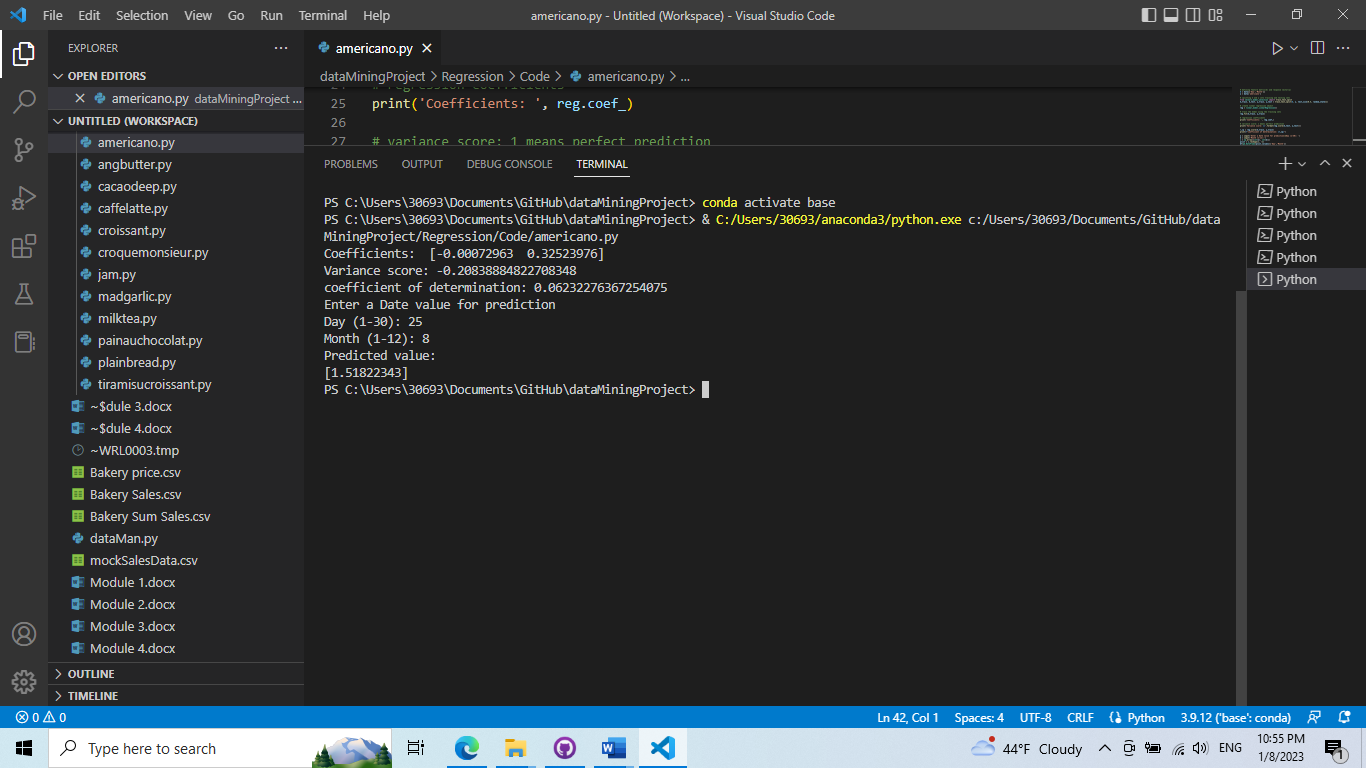 File Edit Selection View Go Run Terminal Help
americano.py - Untitled (Workspace) - Visual Studio Code
EXPLORER
OPEN EDITORS
americano.py dataMiningProject ...
UNTITLED (WORKSPACE)
americano.py
angbutter.py
cacaodeep.py
caffelatte.py
croissant.py
croquemonsieur.py
jam.py
madgarlic.py
milktea.py
painauchocolat.py
plainbread.py
tiramisucroissant.py
~$dule 3.docx
~$dule 4.docx
~WRL0003.tmp
Bakery price.csv
Bakery Sales.csv
Bakery Sum Sales.csv
dataMan.py
mockSalesData.csv
Module 1.docx
Module 2.docx
Module 3.docx
Module 4.docx
OUTLINE
TIMELINE
americano.py
dataMiningProject > Regression > Code > americano.py > ...
24 # regression coefficients
25 print('Coefficients: ', reg.coef_)
26
27 # variance score: 1 means perfect prediction
PROBLEMS OUTPUT DEBUG CONSOLE TERMINAL
PS C:\Users\30693\Documents\GitHub\dataMiningProject> conda activate base
PS C:\Users\30693\Documents\GitHub\dataMiningProject> & C:/Users/30693/anaconda3/python.exe c:/Users/30693/Documents/GitHub/data
MiningProject/Regression/Code/americano.py
Coefficients:  [-0.00072963  0.32523976]
Variance score: -0.20838884822708348
coefficient of determination: 0.06232276367254075
Enter a Date value for prediction
Day (1-30): 25
Month (1-12): 8
Predicted value:
[1.51822343]
PS C:\Users\30693\Documents\GitHub\dataMiningProject>
Python
Python
Python
Python
Python
0 0
Ln 42, Col 1 Spaces: 4 UTF-8 CRLF Python 3.9.12 ('base': conda)
Type here to search
44°F Cloudy
ENG
10:55 PM
1/8/2023
1